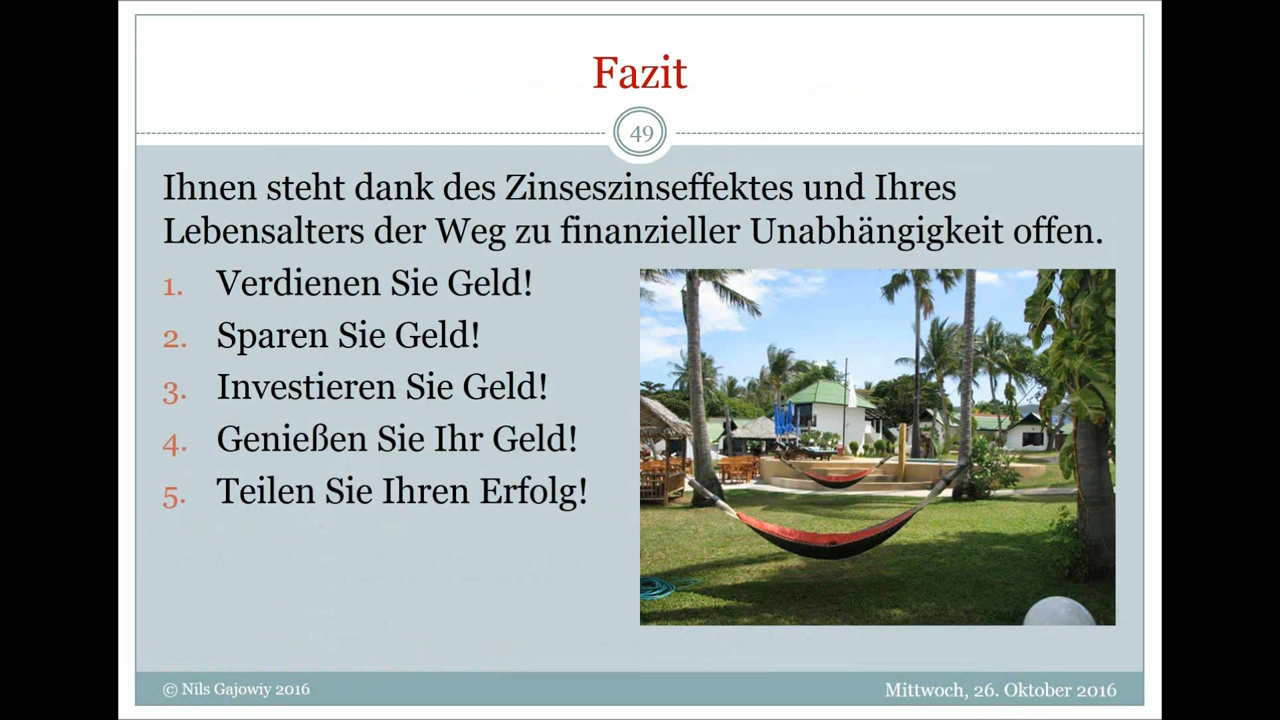 Fazit
49
Ihnen steht dank des Zinseszinseffektes und Ihres
Lebensalters der Weg zu finanzieller Unabhängigkeit offen.
1. Verdienen Sie Geld!
2. Sparen Sie Geld!
3. Investieren Sie Geld!
4. Genießen Sie Ihr Geld!
5. Teilen Sie Ihren Erfolg!
© Nils Gajowiy 2016
Mittwoch, 26. Oktober 2016